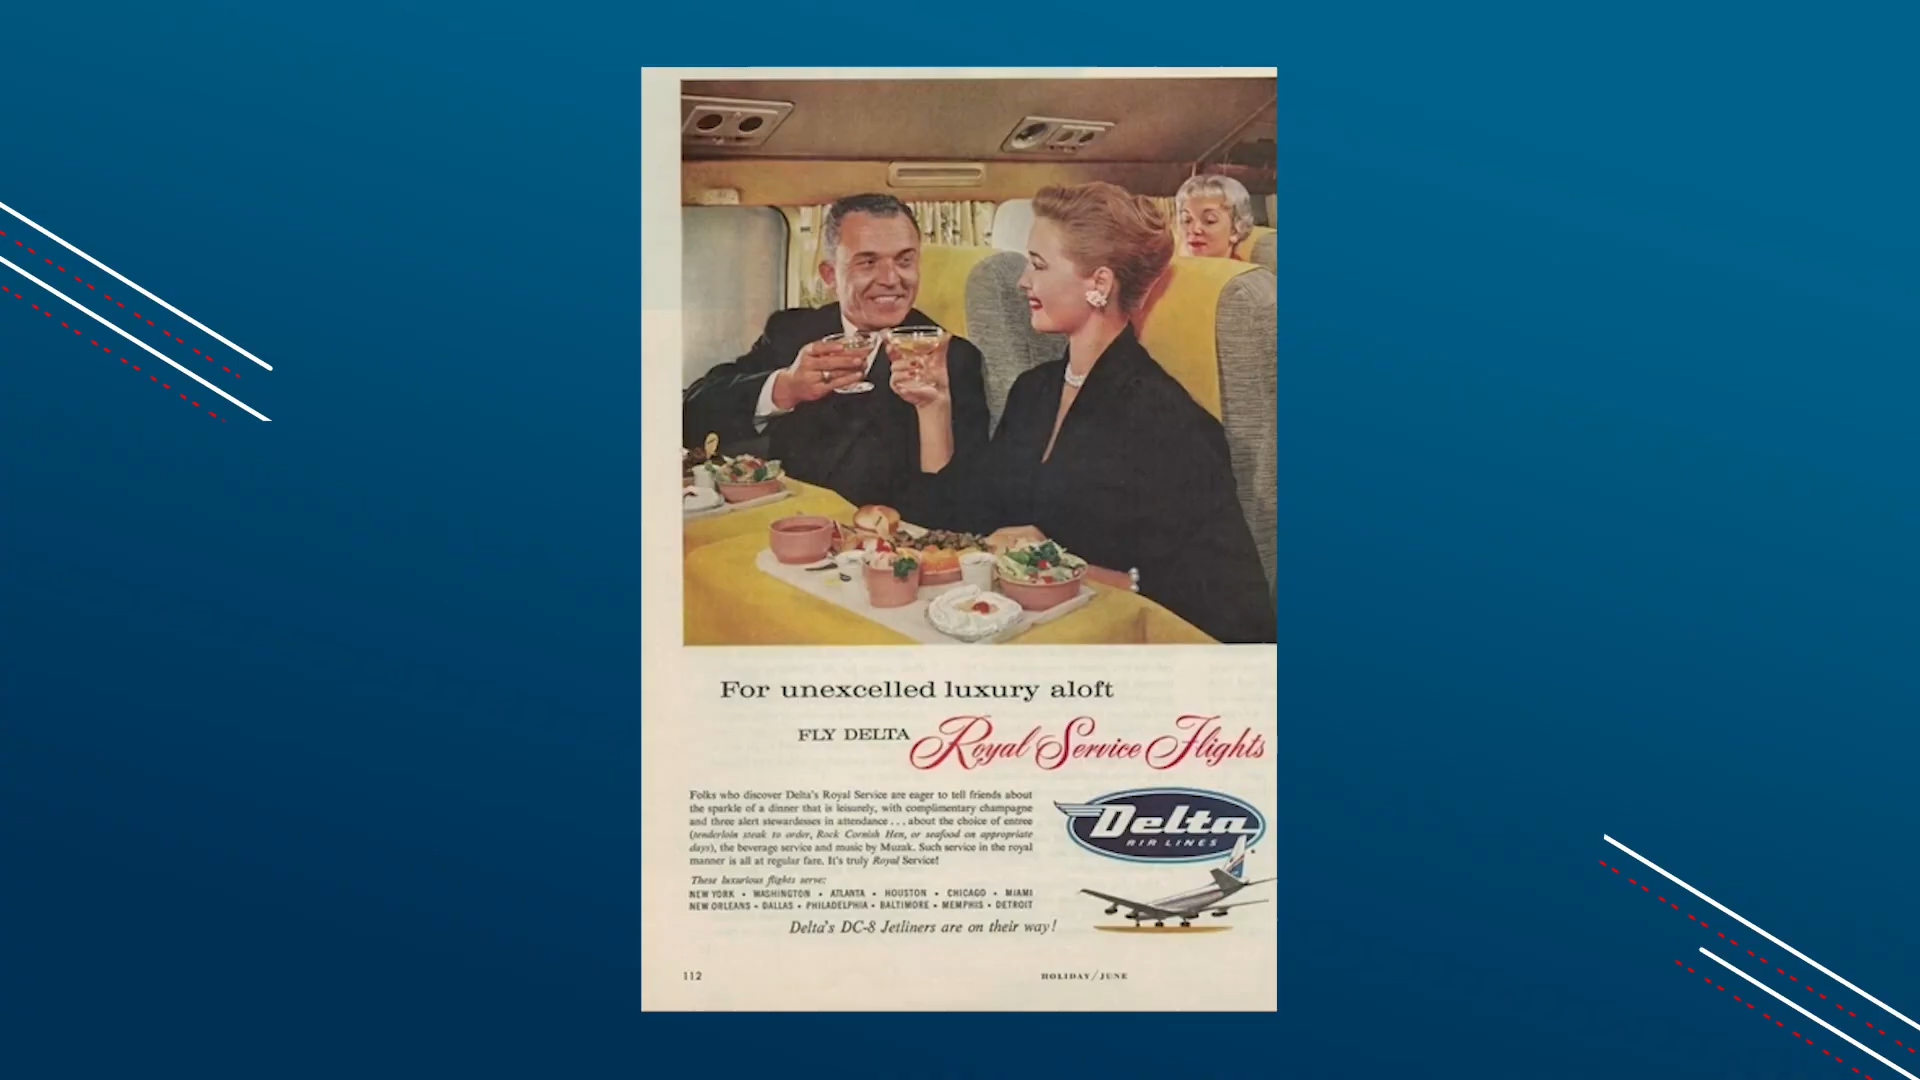 For unexcelled luxury aloft
FLY DELTA Royal Service Flights
Folks who discover Delta's Royal Service are eager to tell friends about
the sparkle of a dinner that is leisurely, with complimentary champagne
and three alert stewardesses in attendance . . . about the choice of entree
(tenderloin steak to order, Rock Cornish Hen, or seafood on appropriate
days), the beverage service and music by Muzak. Such service in the royal
manner is all at regular fare. It's truly Royal Service!
These luxurious flights serve:
NEW YORK • WASHINGTON • ATLANTA • HOUSTON • CHICAGO • MIAMI
NEW ORLEANS • DALLAS • PHILADELPHIA • BALTIMORE • MEMPHIS • DETROIT
Delta's DC-8 Jetliners are on their way!
Delta
AIR LINES
112
HOLIDAY/JUNE